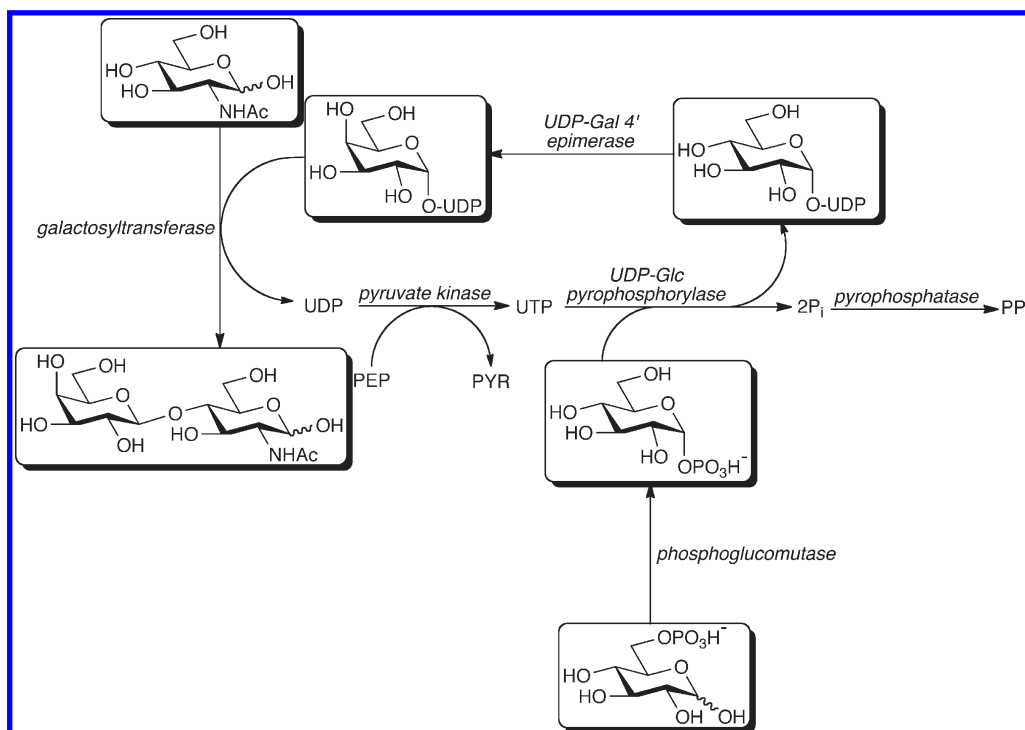 OH
HO
O
HO
OH
NHAc
HO
OH
O
HO
HO
O-UDP
UDP-Gal 4'
epimerase
OH
HO
O
HO
HO
O-UDP
galactosyltransferase
UDP
pyruvate kinase
UTP
UDP-Glc
pyrophosphorylase
2Pi
pyrophosphatase
PP
PEP
PYR
HO
OH
O
HO
OH
O
OH
O
HO
OH
NHAc
OH
HO
O
HO
HO
OPO3H-
phosphoglucomutase
OPO3H-
HO
O
HO
OH
OH